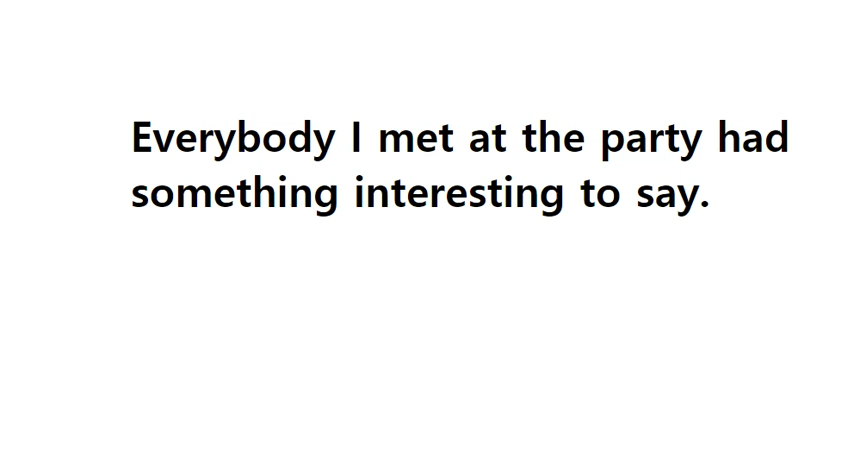 Everybody I met at the party had
something interesting to say.